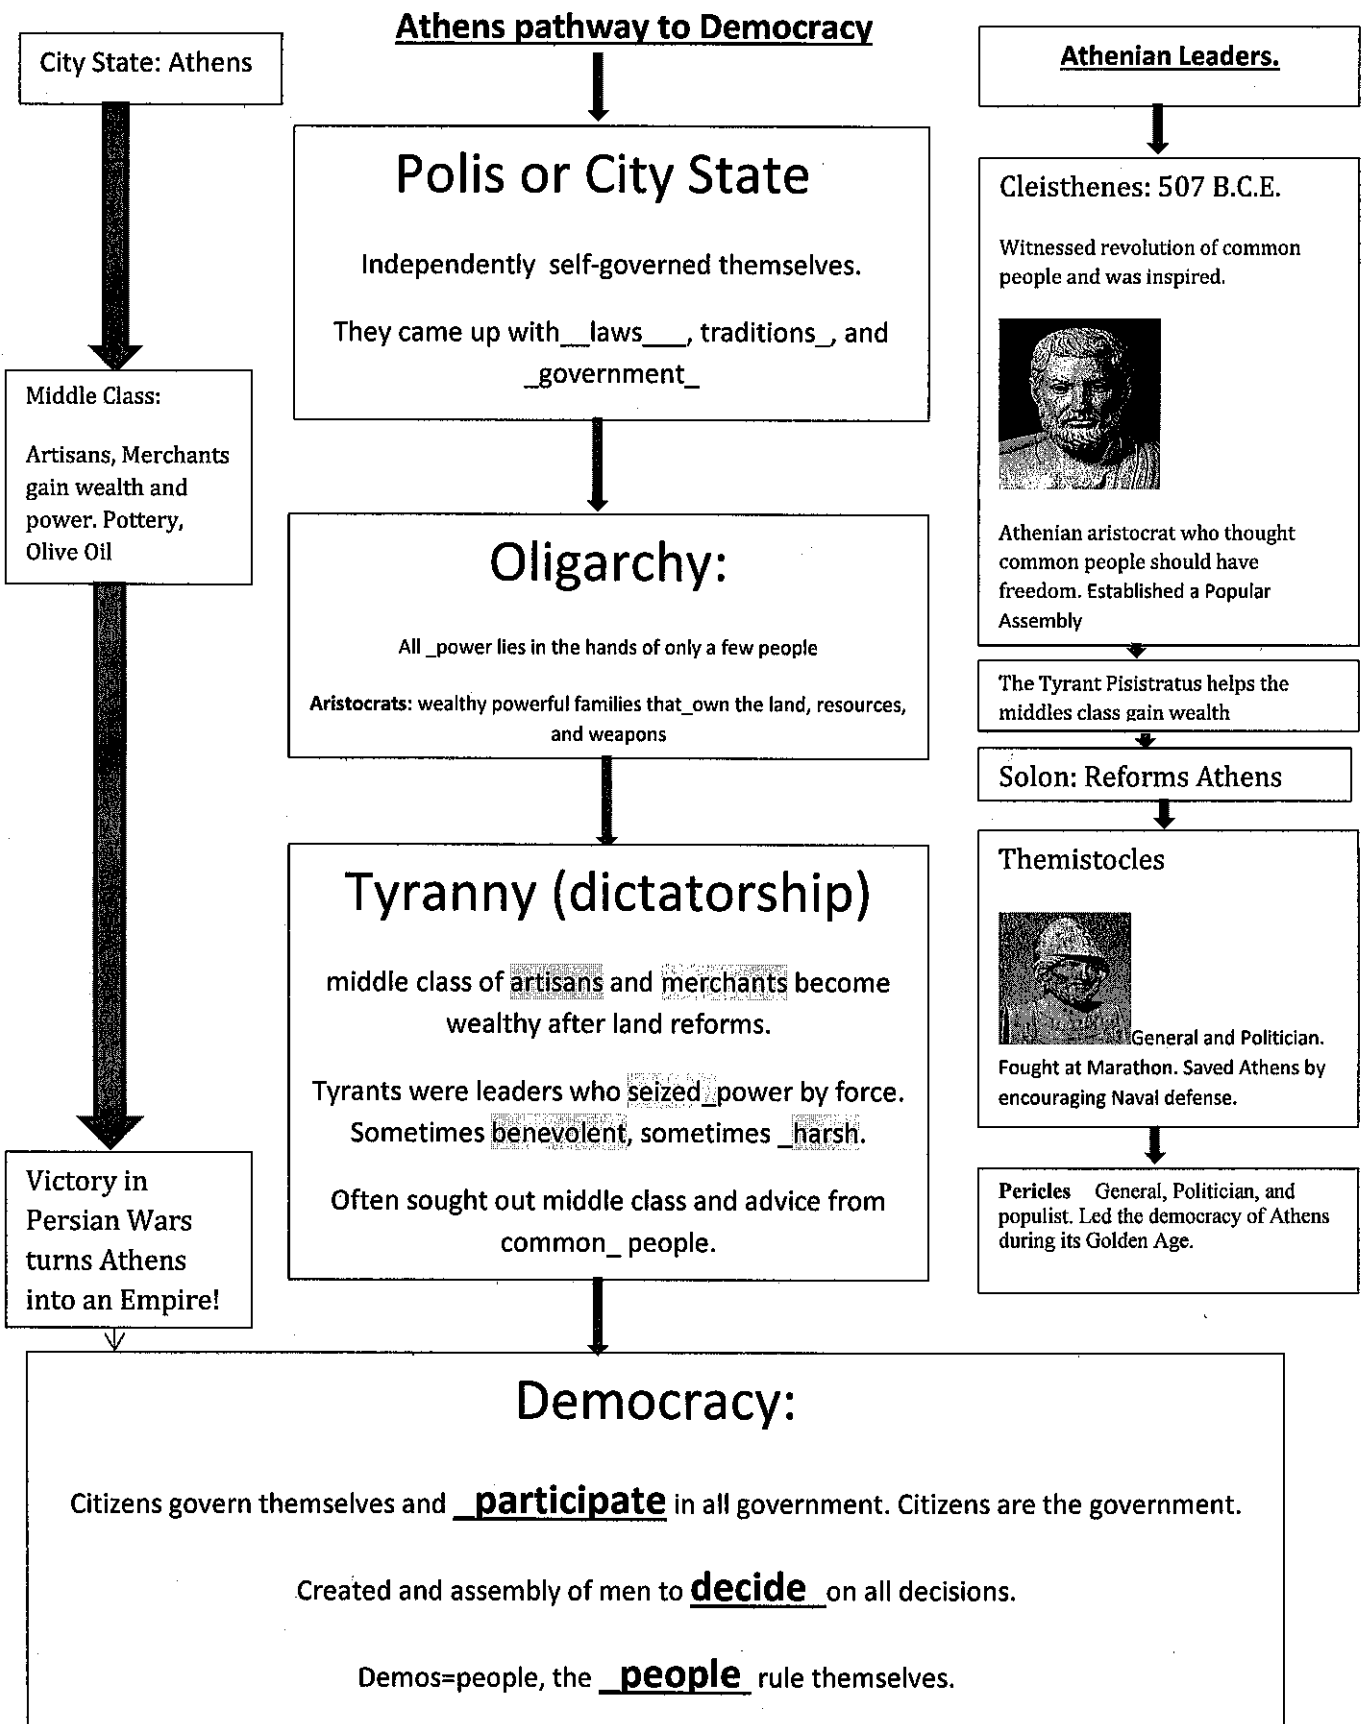 Athens pathway to Democracy
City State: Athens
Middle Class:
Artisans, Merchants
gain wealth and
power. Pottery,
Olive Oil
Victory in
Persian Wars
turns Athens
into an Empire!
Polis or City State
Independently self-governed themselves.
They came up with__laws___, traditions_, and
_government_
Oligarchy:
All _power lies in the hands of only a few people
Aristocrats: wealthy powerful families that_own the land, resources,
and weapons
Tyranny (dictatorship)
middle class of artisans and merchants become
wealthy after land reforms.
Tyrants were leaders who seized_power by force.
Sometimes benevolent, sometimes _harsh.
Often sought out middle class and advice from
common_ people.
Athenian Leaders.
Cleisthenes: 507 B.C.E.
Witnessed revolution of common
people and was inspired.
Athenian aristocrat who thought
common people should have
freedom. Established a Popular
Assembly
The Tyrant Pisistratus helps the
middles class gain wealth
Solon: Reforms Athens
Themistocles
General and Politician.
Fought at Marathon. Saved Athens by
encouraging Naval defense.
Pericles General, Politician, and
populist. Led the democracy of Athens
during its Golden Age.
Democracy:
Citizens govern themselves and _participate in all government. Citizens are the government.
Created and assembly of men to decide_on all decisions.
Demos=people, the _people_ rule themselves.